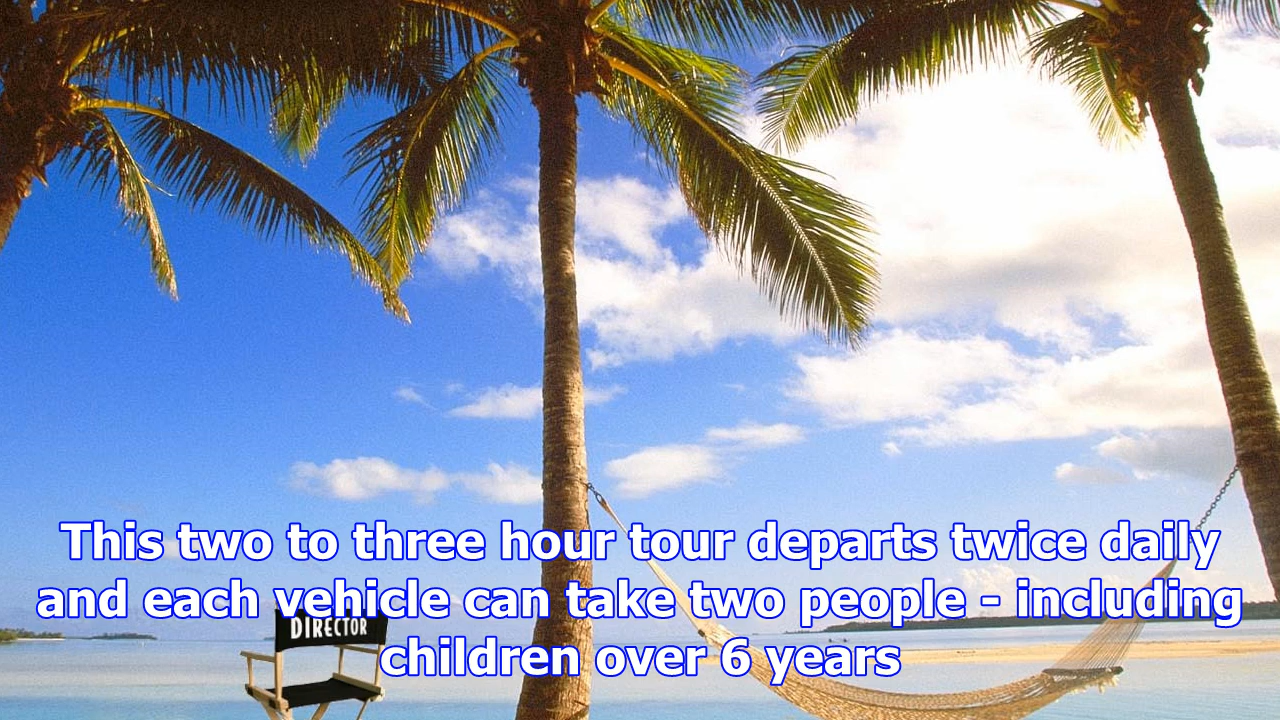 This two to three hour tour departs twice daily
and each vehicle can take two people - including
DIRECTOR
children over 6 years